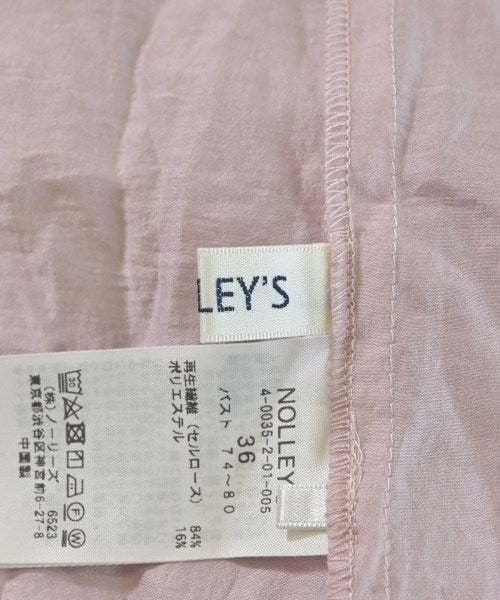 LEY'S
NOLLEY
4-0035-2-01-005
36
バスト 74~80
再生繊維(セルロース) 84%
ポリエステル 16%
30
(株)ノーリーズ 6523
東京都渋谷区神宮前6-27-8
中国製